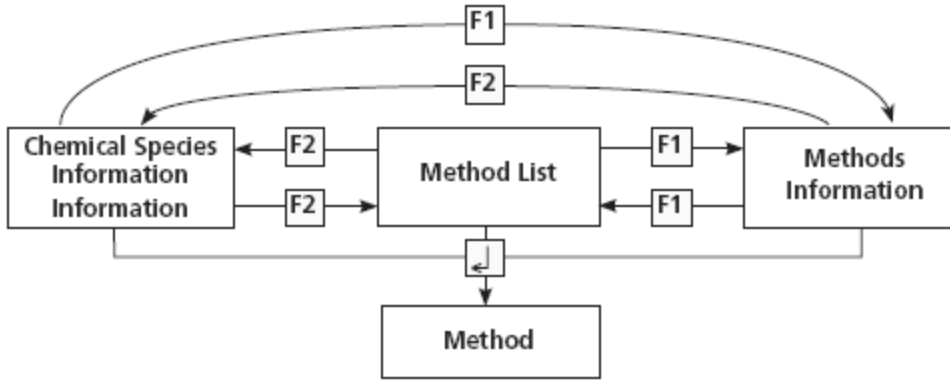 F1
F2
Chemical Species
Information
Information
F2
F2
Method List
F1
F1
Methods
Information
Method